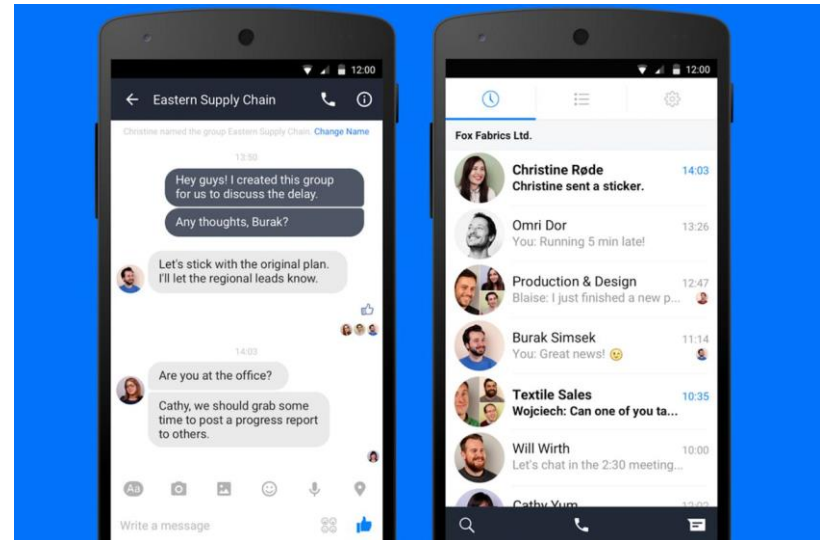 12:00
Eastern Supply Chain
Christine named the group Eastern Supply Chain. Change Name
13:50
Hey guys! I created this group
for us to discuss the delay.
Any thoughts, Burak?
Let's stick with the original plan.
I'll let the regional leads know.
14:03
Are you at the office?
Cathy, we should grab some
time to post a progress report
to others.
Aa
Write a message
12:00
Fox Fabrics Ltd.
Christine Røde
14:03
Christine sent a sticker.
Omri Dor
13:26
You: Running 5 min late!
Production & Design
12:47
Blaise: I just finished a new p...
Burak Simsek
11:14
You: Great news! 🙂
Textile Sales
10:35
Wojciech: Can one of you ta...
Will Wirth
10:00
Let's chat in the 2:30 meeting...
Cathy Yum